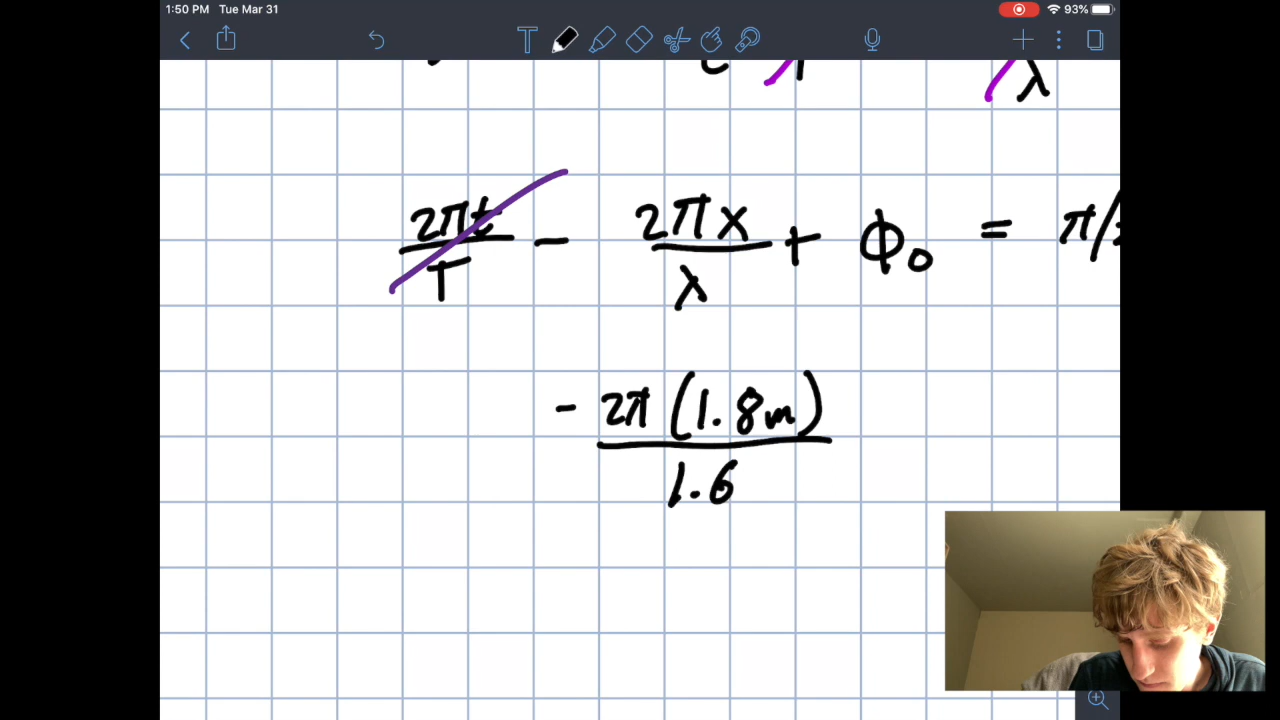 1:50 PM Tue Mar 31
93%
T
λ
2πt/T - 2πx/λ + ϕ₀ = π/
- 2π (1.8m)
1.6